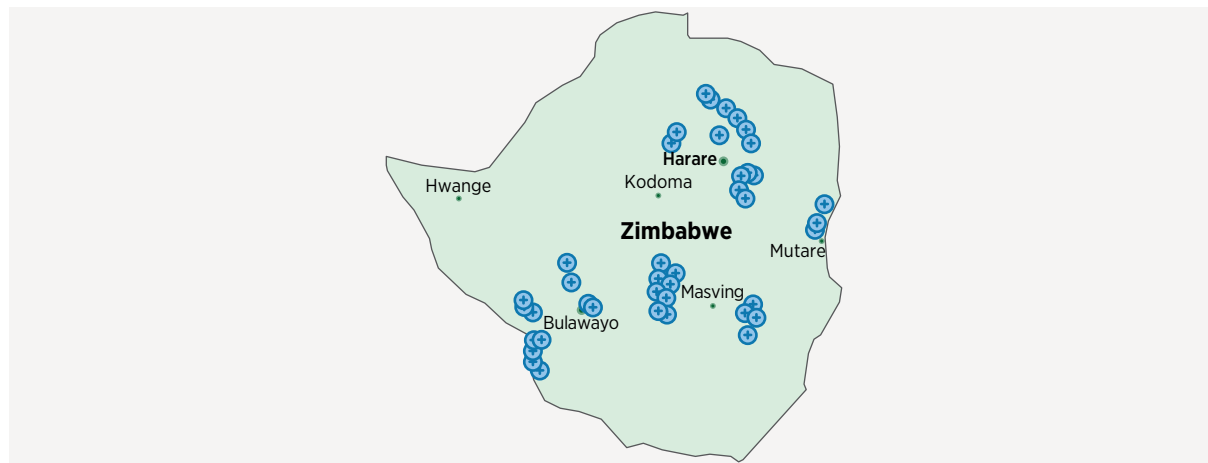 Harare
Kodoma
Hwange
Zimbabwe
Mutare
Masving
Bulawayo